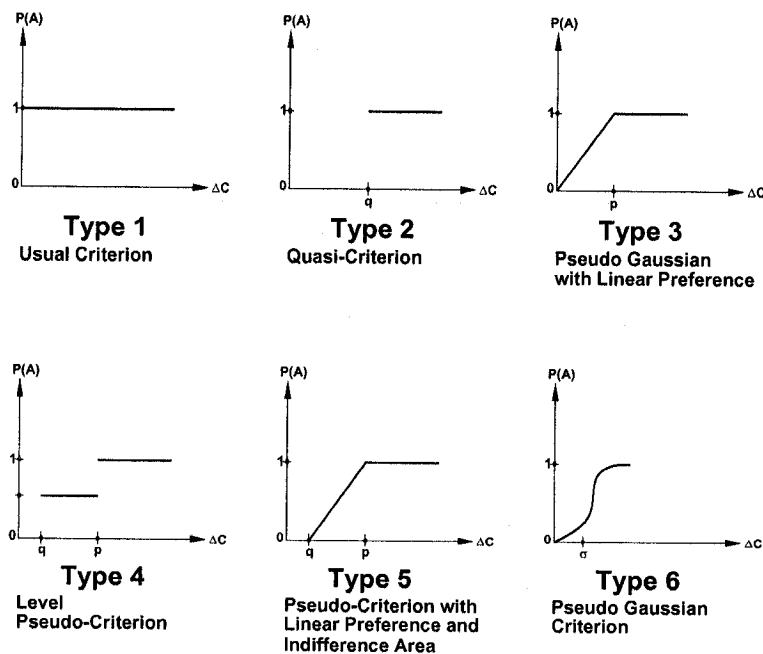 P(A)
1
0
ΔC
Type 1
Usual Criterion
P(A)
1
0
q
ΔC
Type 2
Quasi-Criterion
P(A)
1
0
p
ΔC
Type 3
Pseudo Gaussian
with Linear Preference
P(A)
1
0
q
p
ΔC
Type 4
Level
Pseudo-Criterion
P(A)
1
0
q
p
ΔC
Type 5
Pseudo-Criterion with
Linear Preference and
Indifference Area
P(A)
1
0
σ
ΔC
Type 6
Pseudo Gaussian
Criterion